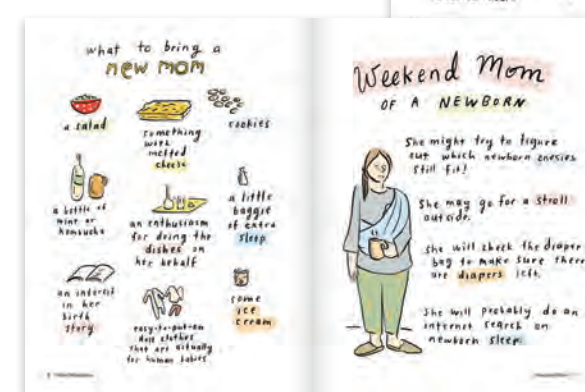 what to bring a
new mom
a salad
something
with
melted
cheese
cookies
a bottle of
wine or
kombucha
an enthusiasm
for doing the
dishes on
her behalf
a little
baggie
of extra
sleep
an interest
in her
birth
story
easy-to-put-on
doll clothes
that are actually
for human babies
some
ice
cream
Weekend Mom
OF A NEWBORN
She might try to figure
out which newborn onesies
still fit!
She may go for a stroll
outside.
She will check the diaper
bag to make sure there
are diapers left.
She will probably do an
internet search on
newborn sleep.